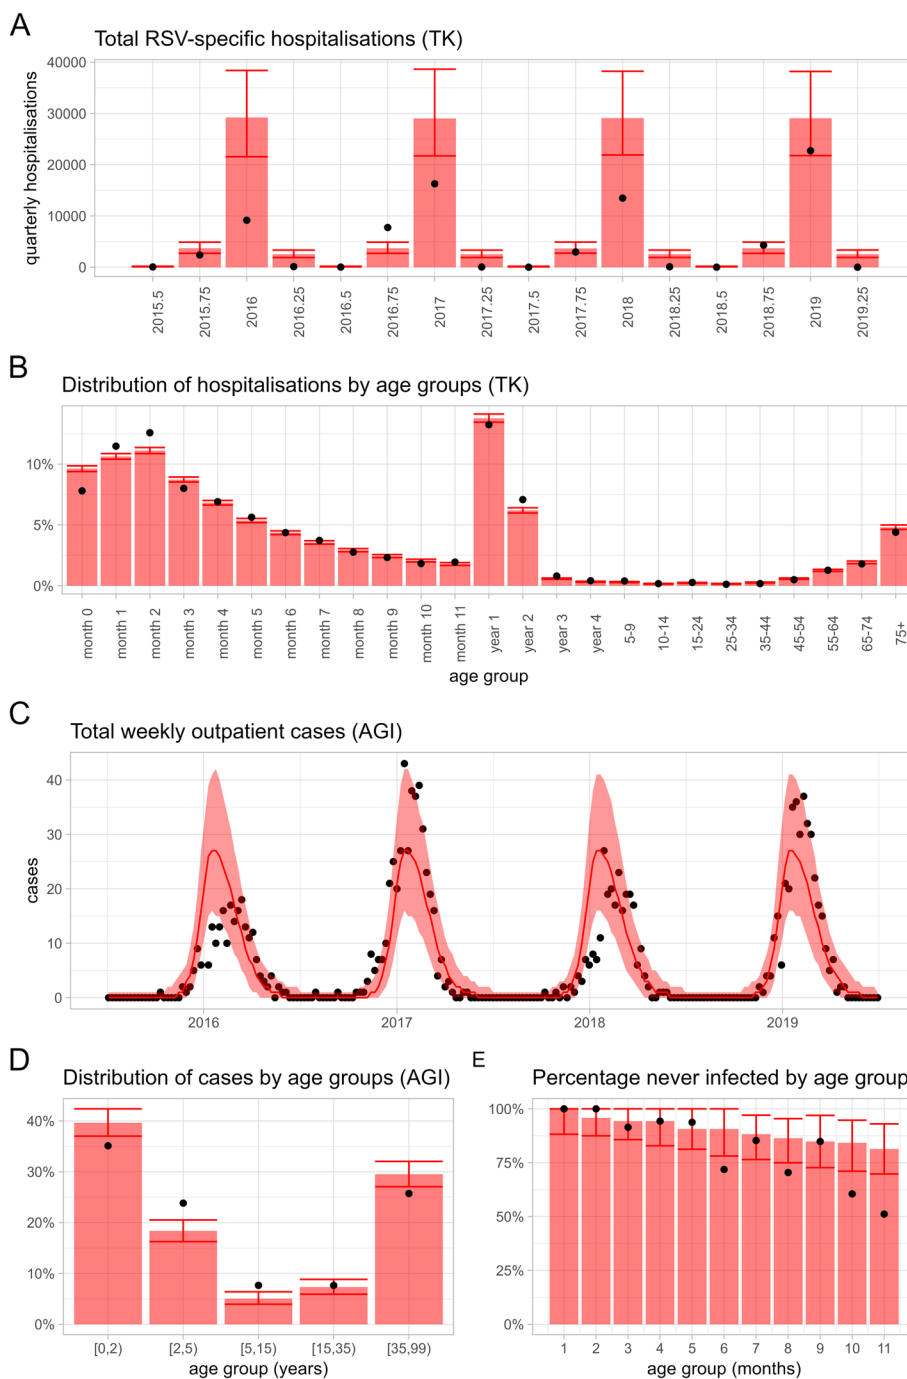 A
Total RSV-specific hospitalisations (TK)
quarterly hospitalisations
40000
30000
20000
10000
0
2015.5 2015.75 2016 2016.25 2016.5 2016.75 2017 2017.25 2017.5 2017.75 2018 2018.25 2018.5 2018.75 2019 2019.25
B
Distribution of hospitalisations by age groups (TK)
10%
5%
0%
month 0 month 1 month 2 month 3 month 4 month 5 month 6 month 7 month 8 month 9 month 10 month 11 year 1 year 2 year 3 year 4 5-9 10-14 15-24 25-34 35-44 45-54 55-64 65-74 75+
age group
C
Total weekly outpatient cases (AGI)
cases
40
30
20
10
0
2016 2017 2018 2019
D
Distribution of cases by age groups (AGI)
40%
30%
20%
10%
0%
[0,2) [2,5) [5,15) [15,35) [35,99)
age group (years)
E
Percentage never infected by age group
100%
75%
50%
25%
0%
1 2 3 4 5 6 7 8 9 10 11
age group (months)